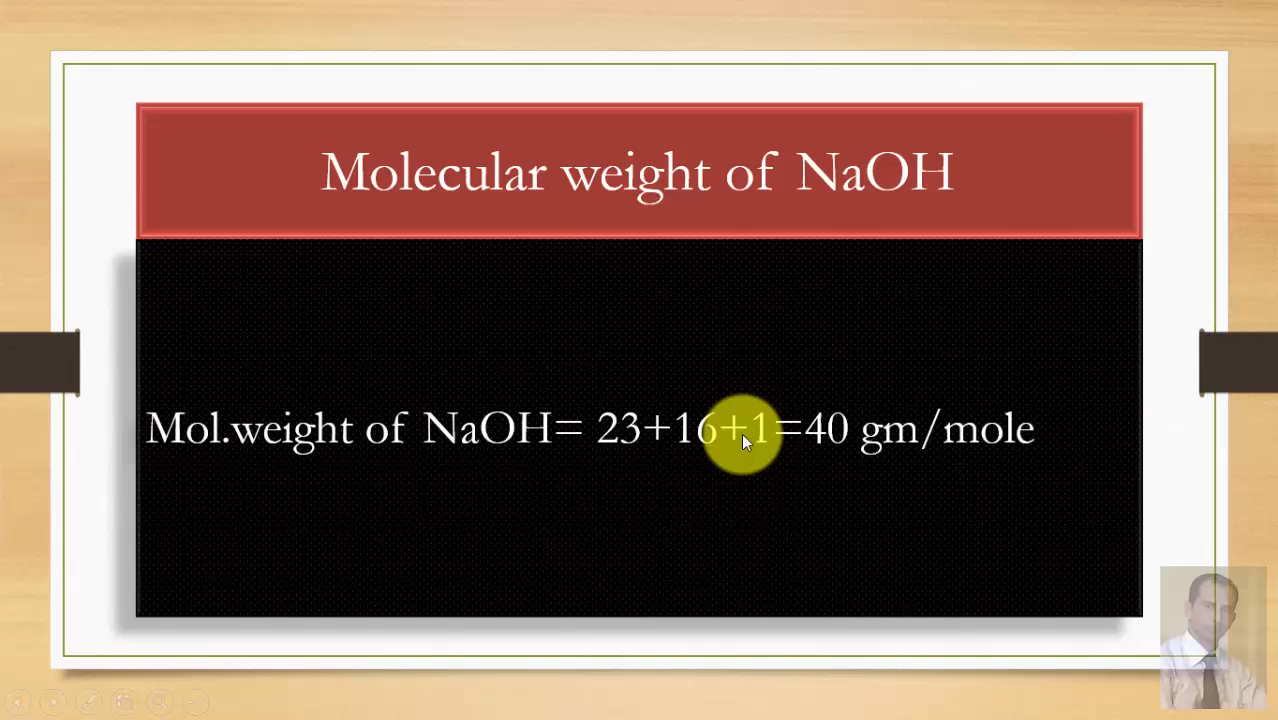 Molecular weight of NaOH
Mol.weight of NaOH= 23+16+1=40 gm/mole